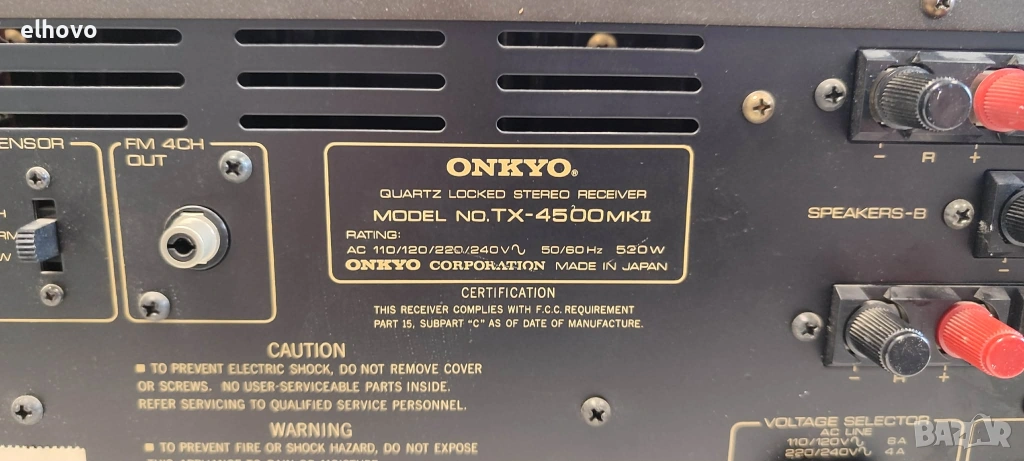 elhovo
FM 4CH
OUT
ONKYO®
QUARTZ LOCKED STEREO RECEIVER
MODEL NO. TX-4500MKII
RATING:
AC 110/120/220/240V∿ 50/60Hz 520W
ONKYO CORPORATION MADE IN JAPAN
CERTIFICATION
THIS RECEIVER COMPLIES WITH F.C.C. REQUIREMENT
PART 15, SUBPART "C" AS OF DATE OF MANUFACTURE.
CAUTION
■ TO PREVENT ELECTRIC SHOCK, DO NOT REMOVE COVER
OR SCREWS. NO USER-SERVICEABLE PARTS INSIDE.
REFER SERVICING TO QUALIFIED SERVICE PERSONNEL.
WARNING
■ TO PREVENT FIRE OR SHOCK HAZARD, DO NOT EXPOSE
- R +
SPEAKERS-B
-
- R +
VOLTAGE SELECTOR
AC LINE
110/120V∿ 8A
220/240V∿ 4A
BAZAR